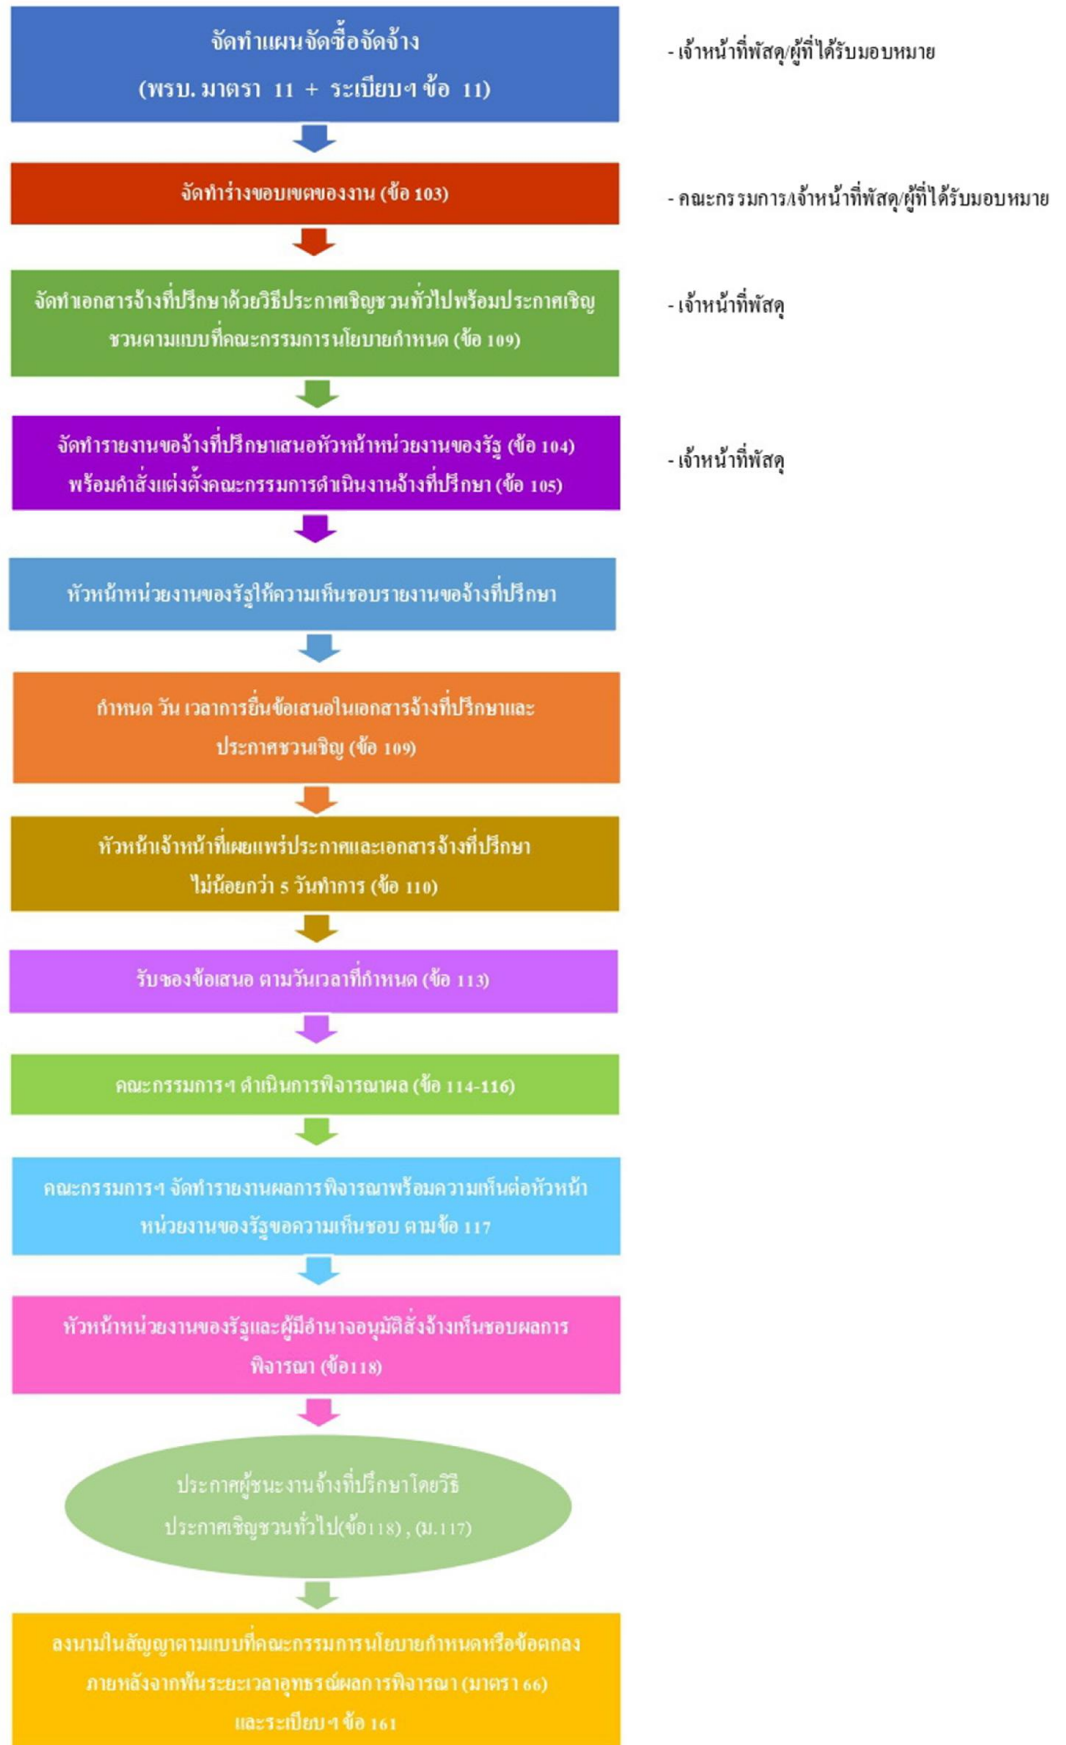 จัดทำแผนจัดซื้อจัดจ้าง
(พรบ. มาตรา 11 + ระเบียบฯ ข้อ 11)
- เจ้าหน้าที่พัสดุ/ผู้ที่ได้รับมอบหมาย
จัดทำร่างขอบเขตของงาน (ข้อ 103)
- คณะกรรมการ/เจ้าหน้าที่พัสดุ/ผู้ที่ได้รับมอบหมาย
จัดทำเอกสารจ้างที่ปรึกษาด้วยวิธีประกาศเชิญชวนทั่วไปพร้อมประกาศเชิญ
ชวนตามแบบที่คณะกรรมการนโยบายกำหนด (ข้อ 109)
- เจ้าหน้าที่พัสดุ
จัดทำรายงานขอจ้างที่ปรึกษาเสนอหัวหน้าหน่วยงานของรัฐ (ข้อ 104)
พร้อมคำสั่งแต่งตั้งคณะกรรมการดำเนินงานจ้างที่ปรึกษา (ข้อ 105)
- เจ้าหน้าที่พัสดุ
หัวหน้าหน่วยงานของรัฐให้ความเห็นชอบรายงานขอจ้างที่ปรึกษา
กำหนด วัน เวลาการยื่นข้อเสนอในเอกสารจ้างที่ปรึกษาและ
ประกาศชวนเชิญ (ข้อ 109)
หัวหน้าเจ้าหน้าที่เผยแพร่ประกาศและเอกสารจ้างที่ปรึกษา
ไม่น้อยกว่า 5 วันทำการ (ข้อ 110)
รับซองข้อเสนอ ตามวันเวลาที่กำหนด (ข้อ 113)
คณะกรรมการฯ ดำเนินการพิจารณาผล (ข้อ 114-116)
คณะกรรมการฯ จัดทำรายงานผลการพิจารณาพร้อมความเห็นต่อหัวหน้า
หน่วยงานของรัฐขอความเห็นชอบ ตามข้อ 117
หัวหน้าหน่วยงานของรัฐและผู้มีอำนาจอนุมัติสั่งจ้างเห็นชอบผลการ
พิจารณา (ข้อ118)
ประกาศผู้ชนะงานจ้างที่ปรึกษาโดยวิธี
ประกาศเชิญชวนทั่วไป(ข้อ118) , (ม.117)
ลงนามในสัญญาตามแบบที่คณะกรรมการนโยบายกำหนดหรือข้อตกลง
ภายหลังจากพ้นระยะเวลาอุทธรณ์ผลการพิจารณา (มาตรา 66)
และระเบียบฯ ข้อ 161